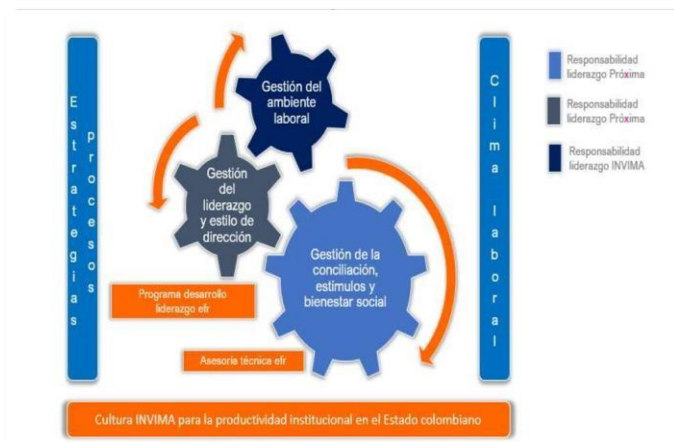 Estrategias
procesos
Gestión del
ambiente
laboral
Gestión
del
liderazgo
y estilo de
dirección
Gestión de la
conciliación,
estimulos y
bienestar social
Programa desarrollo
liderazgo efr
Asesoría técnica efr
Clima laboral
Responsabilidad
liderazgo Próxima
Responsabilidad
liderazgo Próxima
Responsabilidad
liderazgo INVIMA
Cultura INVIMA para la productividad institucional en el Estado colombiano